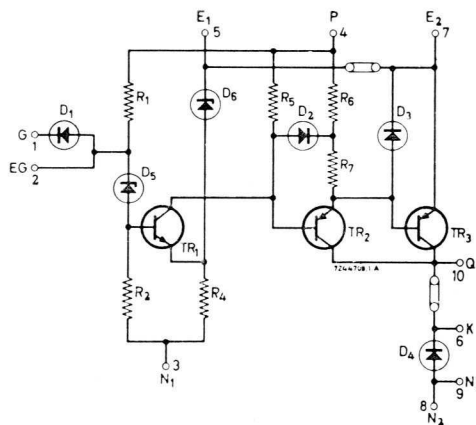 E1 P E2
5 4 7
R1 D6 R5 R6
D1 D2 D3
G
1
EG
2
D5
R7
TR1 TR2 TR3
7Z44708.1.A
Q
10
R2 R4
K
6
D4
3
N1
N
9
8
N2